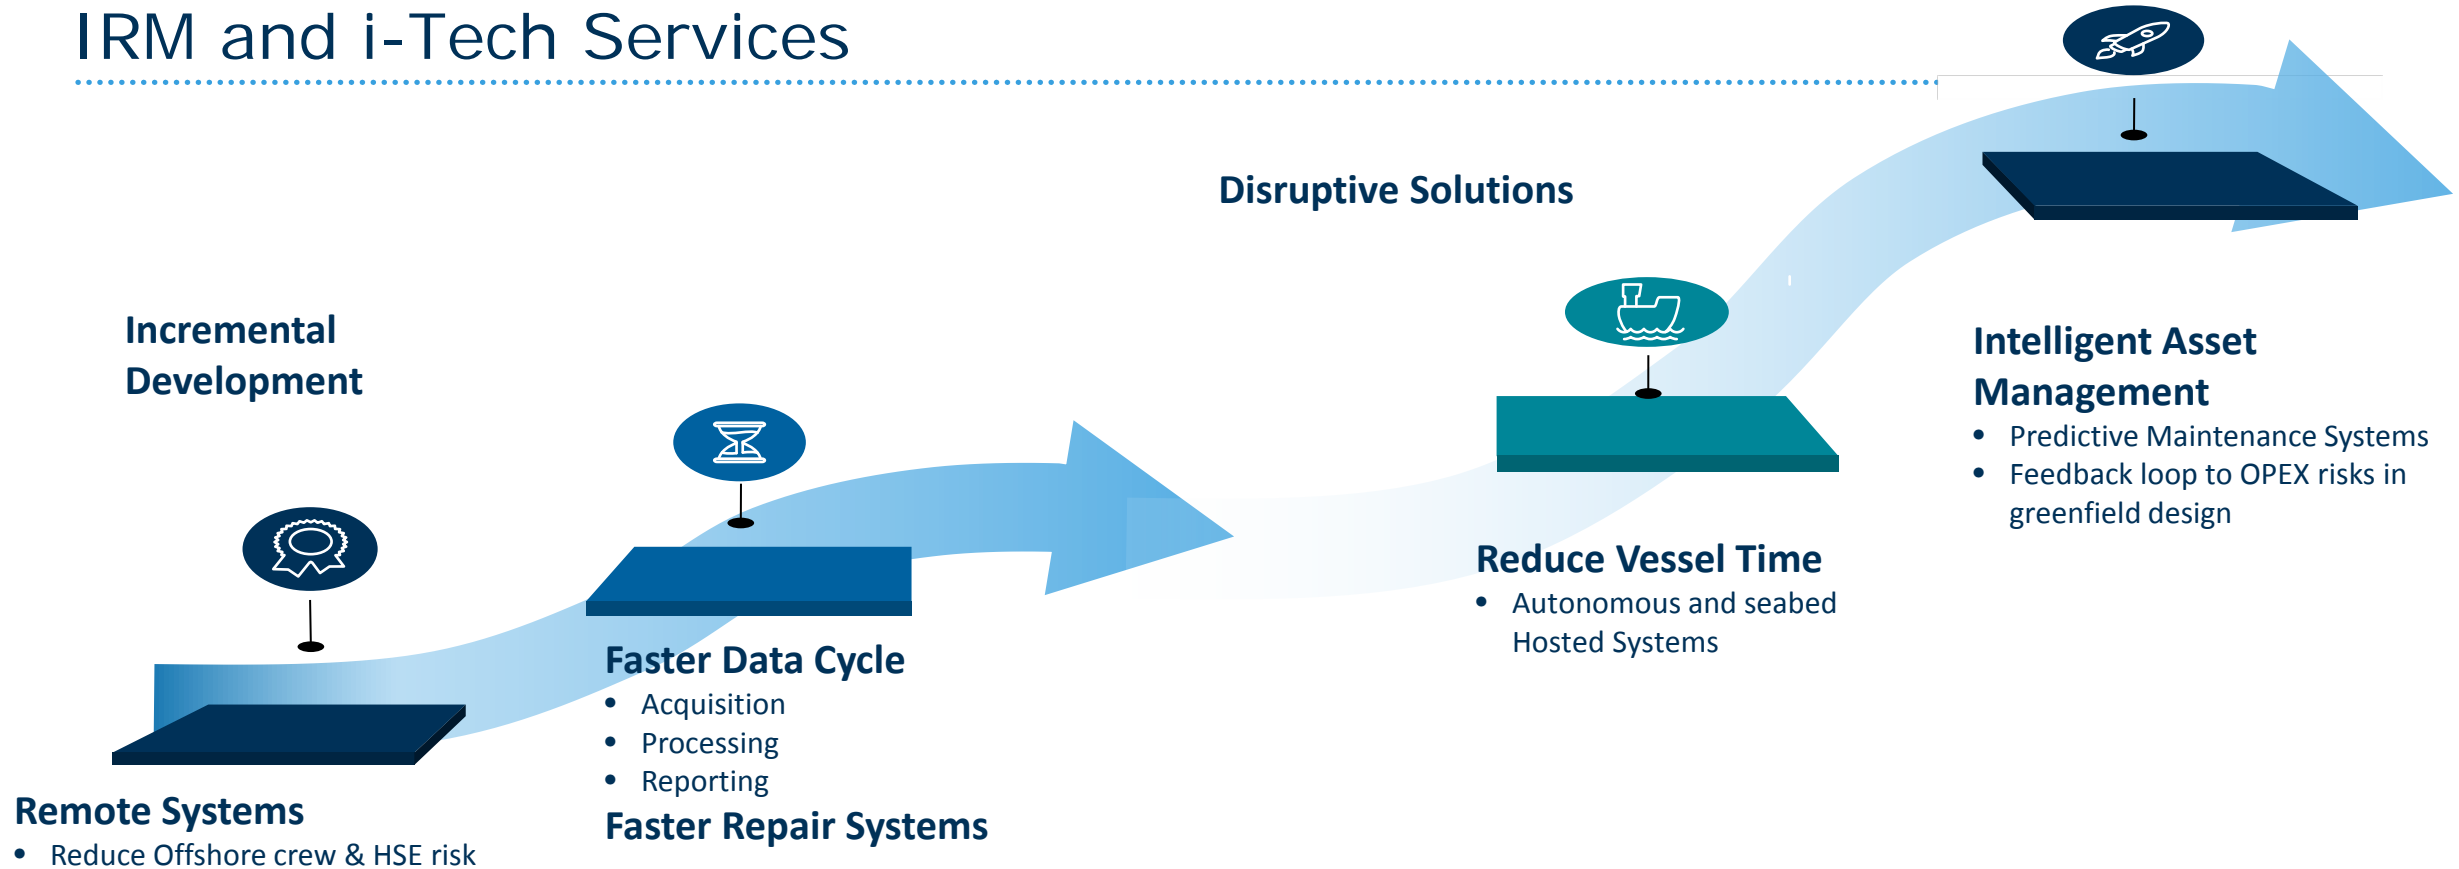 IRM and i-Tech Services
Disruptive Solutions
Incremental
Development
Intelligent Asset
Management
• Predictive Maintenance Systems
• Feedback loop to OPEX risks in
greenfield design
Reduce Vessel Time
• Autonomous and seabed
Hosted Systems
Faster Data Cycle
• Acquisition
• Processing
• Reporting
Faster Repair Systems
Remote Systems
• Reduce Offshore crew & HSE risk